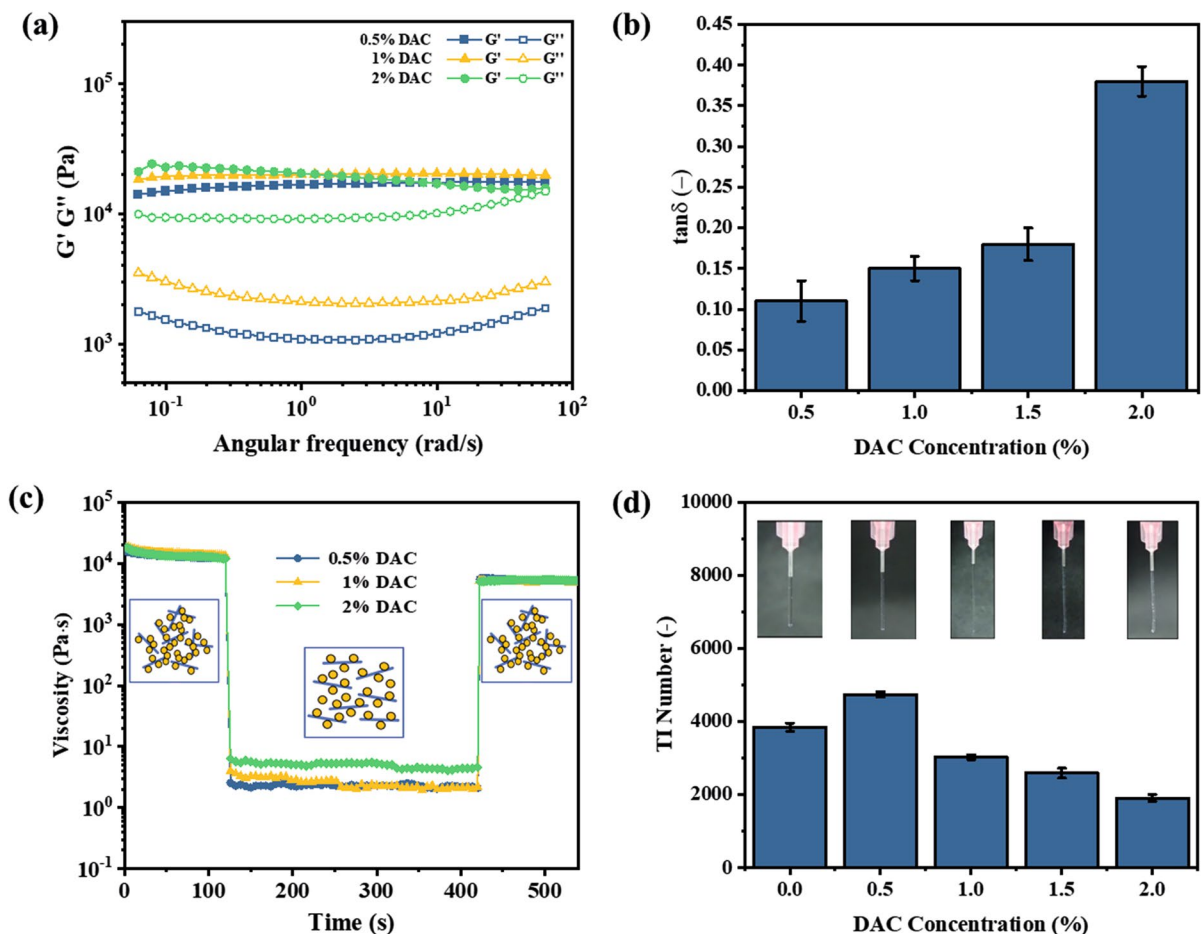 (a)
0.5% DAC G' G''
1% DAC G' G''
2% DAC G' G''
10^5
10^4
10^3
G' G'' (Pa)
10^-1 10^0 10^1 10^2
Angular frequency (rad/s)
(b)
0.45
0.40
0.35
0.30
0.25
0.20
0.15
0.10
0.05
0.00
tanδ (–)
0.5 1.0 1.5 2.0
DAC Concentration (%)
(c)
10^5
10^4
10^3
10^2
10^1
10^0
10^-1
Viscosity (Pa·s)
0.5% DAC
1% DAC
2% DAC
0 100 200 300 400 500
Time (s)
(d)
10000
8000
6000
4000
2000
0
TI Number (-)
0.0 0.5 1.0 1.5 2.0
DAC Concentration (%)